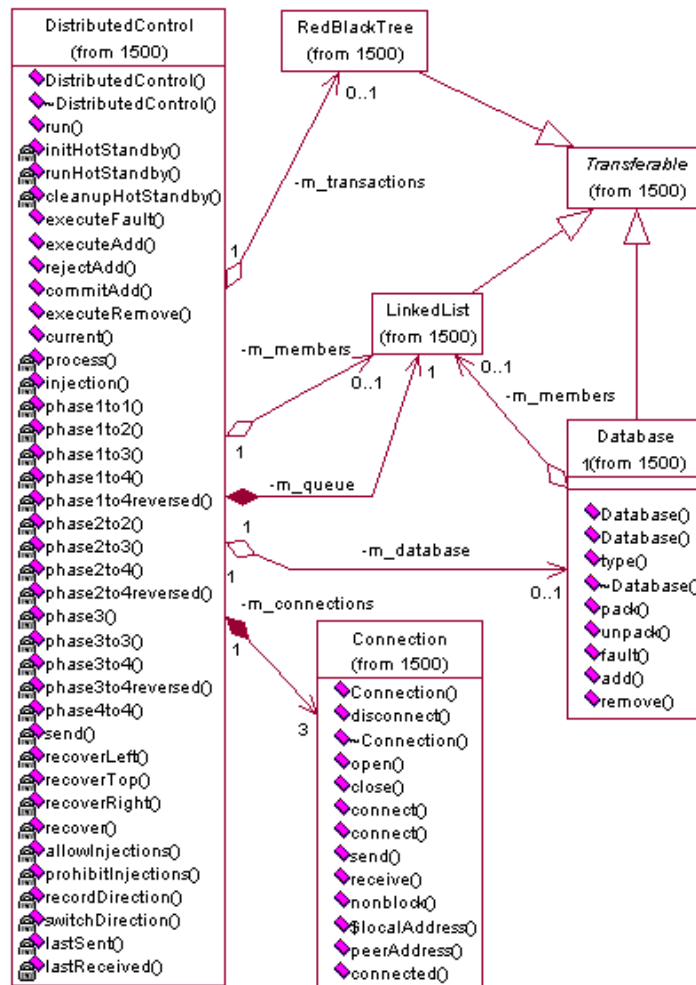 DistributedControl
(from 1500)
DistributedControl()
~DistributedControl()
run()
initHotStandby()
runHotStandby()
cleanupHotStandby()
executeFault()
executeAdd()
rejectAdd()
commitAdd()
executeRemove()
current()
process()
injection()
phase1to1()
phase1to2()
phase1to3()
phase1to4()
phase1to4reversed()
phase2to2()
phase2to3()
phase2to4()
phase2to4reversed()
phase3()
phase3to3()
phase3to4()
phase3to4reversed()
phase4to4()
send()
recoverLeft()
recoverTop()
recoverRight()
recover()
allowInjections()
prohibitInjections()
recordDirection()
switchDirection()
lastSent()
lastReceived()
RedBlackTree
(from 1500)
0..1
-m_transactions
1
Transferable
(from 1500)
LinkedList
(from 1500)
-m_members
0..1
1
0..1
1
-m_members
-m_queue
1
-m_database
1
0..1
-m_connections
1
3
Database
1(from 1500)
Database()
Database()
type()
~Database()
pack()
unpack()
fault()
add()
remove()
Connection
(from 1500)
Connection()
disconnect()
~Connection()
open()
close()
connect()
connect()
send()
receive()
nonblock()
$localAddress()
peerAddress()
connected()